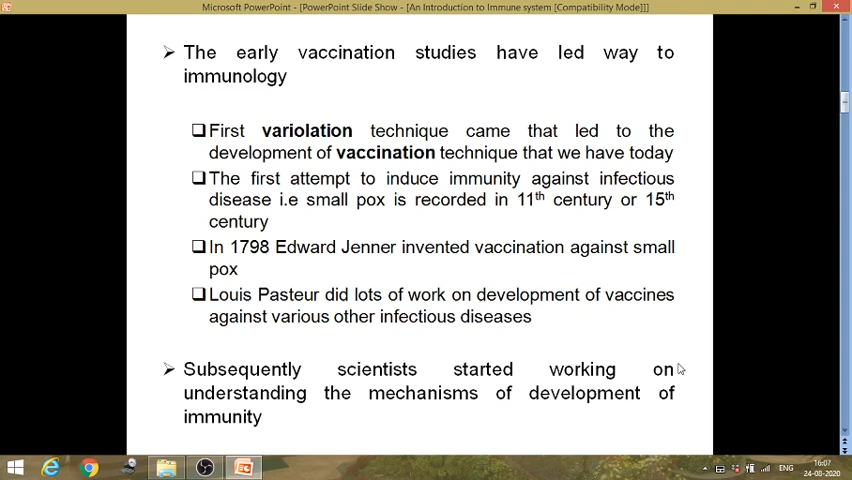 Microsoft PowerPoint - [PowerPoint Slide Show - [An Introduction to Immune system [Compatibility Mode]]]
➢ The early vaccination studies have led way to
immunology
❑ First variolation technique came that led to the
development of vaccination technique that we have today
❑ The first attempt to induce immunity against infectious
disease i.e small pox is recorded in 11th century or 15th
century
❑ In 1798 Edward Jenner invented vaccination against small
pox
❑ Louis Pasteur did lots of work on development of vaccines
against various other infectious diseases
➢ Subsequently scientists started working on
understanding the mechanisms of development of
immunity
ENG
16:07
24-08-2020